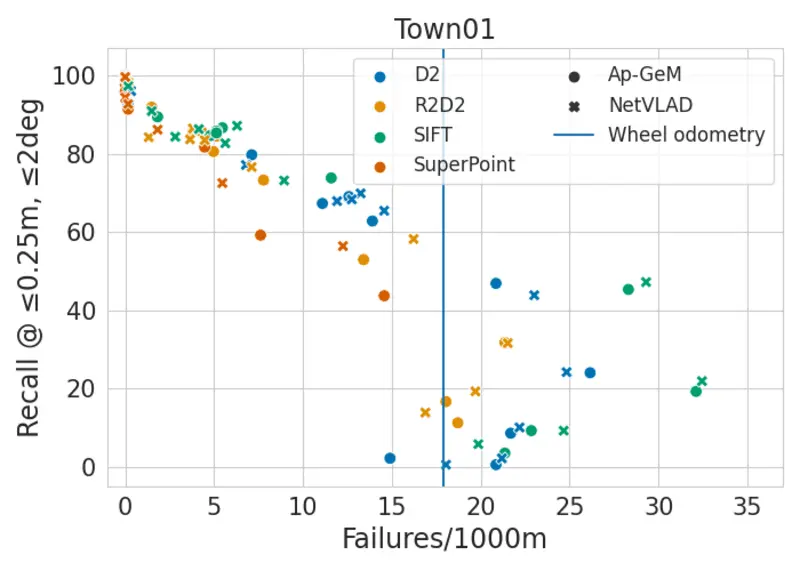 Town01
D2
R2D2
SIFT
SuperPoint
Ap-GeM
NetVLAD
Wheel odometry
Recall @ ≤0.25m, ≤2deg
100
80
60
40
20
0
0 5 10 15 20 25 30 35
Failures/1000m